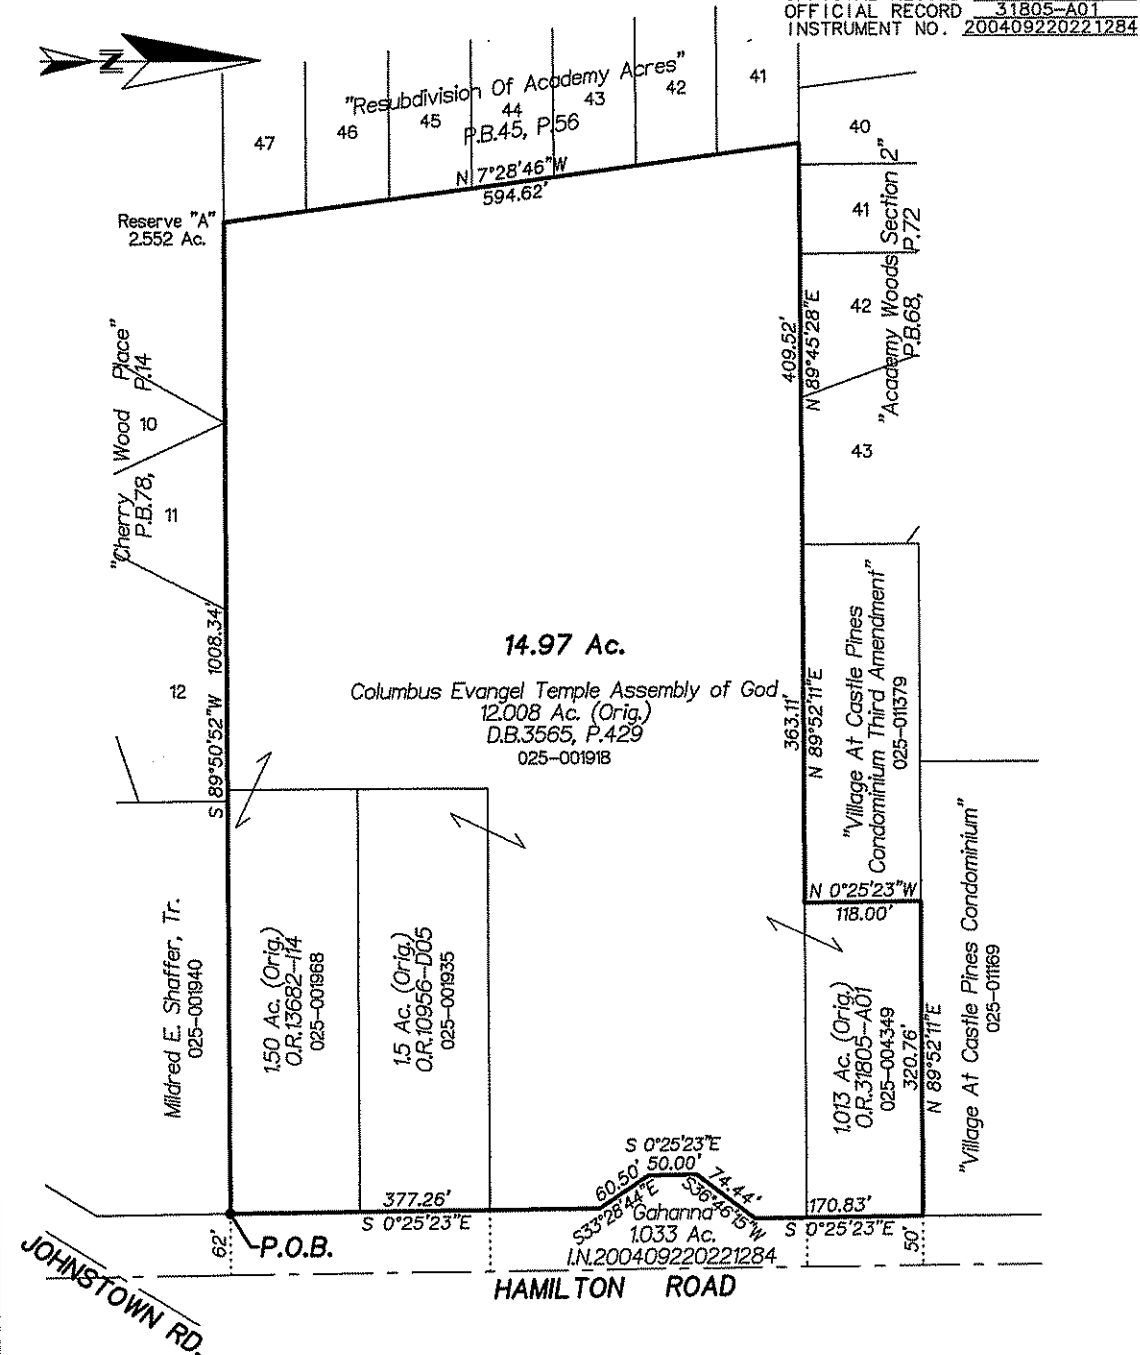 OFFICIAL RECORD 31805-A01
INSTRUMENT NO. 200409220221284
N
"Resubdivision Of Academy Acres"
P.B.45, P.56
47
46
45
44
43
42
41
40
N 7°28'46"W
594.62'
Reserve "A"
2.552 Ac.
41
42
43
"Academy Woods Section 2"
P.B.68, P.72
409.52'
N 89°45'28"E
"Cherry Wood Place"
P.B.78, P.14
10
11
12
S 89°50'52"W 1008.34'
14.97 Ac.
Columbus Evangel Temple Assembly of God
12.008 Ac. (Orig.)
D.B.3565, P.429
025-001918
363.11'
N 89°52'11"E
"Village At Castle Pines
Condominium Third Amendment"
025-011379
N 0°25'23"W
118.00'
Mildred E. Shaffer, Tr.
025-001940
1.50 Ac. (Orig.)
O.R.13682-I14
025-001968
1.5 Ac. (Orig.)
O.R.10956-D05
025-001935
1.013 Ac. (Orig.)
O.R.31805-A01
025-004349
320.76'
N 89°52'11"E
"Village At Castle Pines Condominium"
025-011169
377.26'
S 0°25'23"E
60.50'
S33°28'44"E
S 0°25'23"E
50.00'
74.44'
S36°46'15"W
170.83'
S 0°25'23"E
Gahanna
1.033 Ac.
I.N.200409220221284
62'
P.O.B.
50'
HAMILTON ROAD
JOHNSTOWN RD.